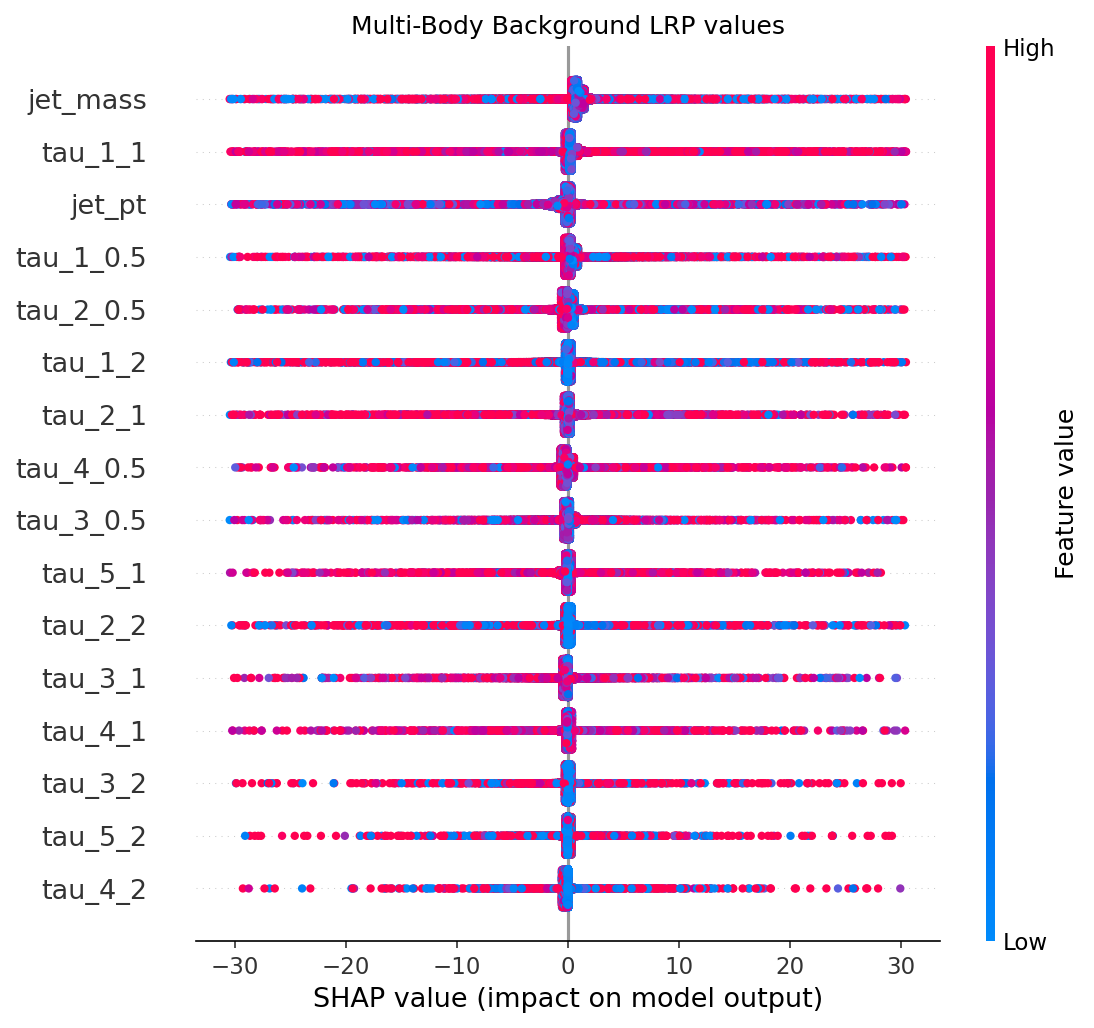 Multi-Body Background LRP values
High
jet_mass
tau_1_1
jet_pt
tau_1_0.5
tau_2_0.5
tau_1_2
tau_2_1
tau_4_0.5
tau_3_0.5
tau_5_1
tau_2_2
tau_3_1
tau_4_1
tau_3_2
tau_5_2
tau_4_2
Feature value
Low
−30 −20 −10 0 10 20 30
SHAP value (impact on model output)